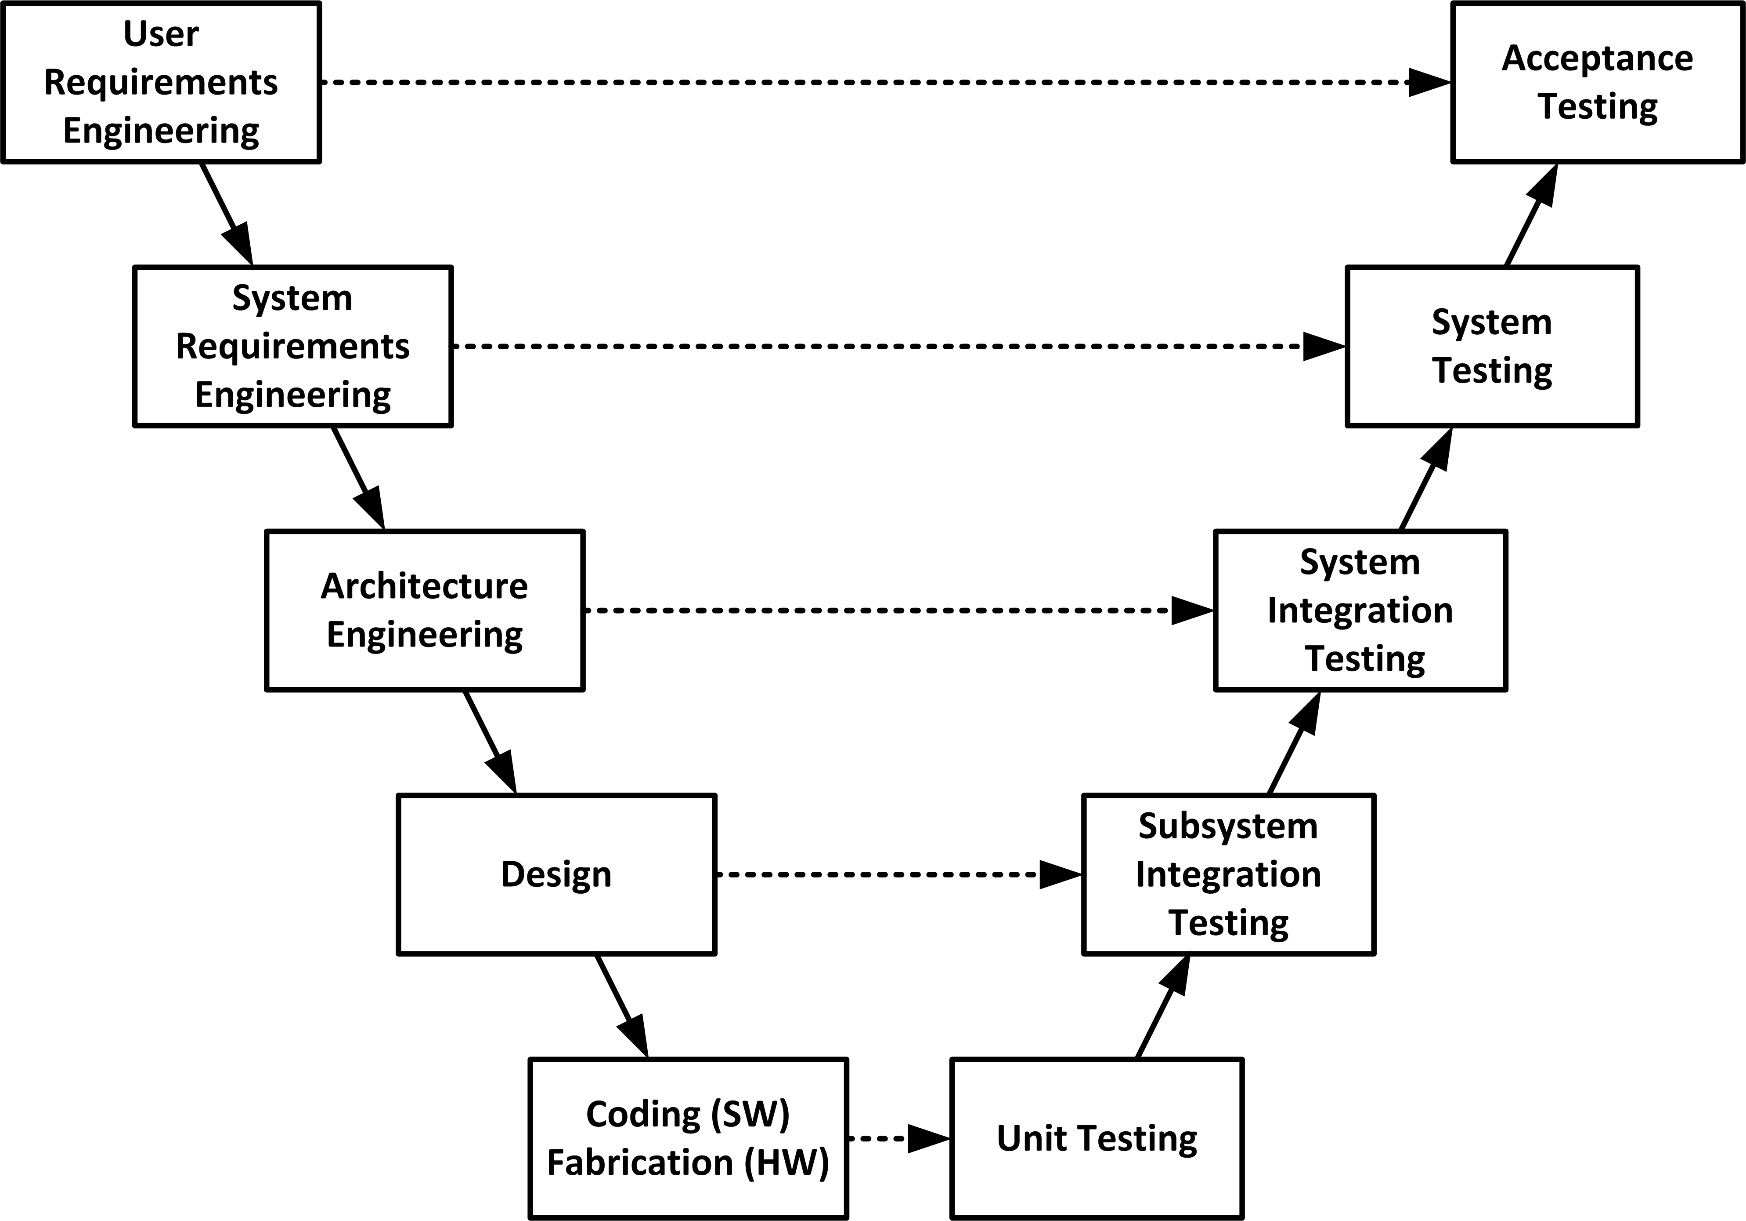 User
Requirements
Engineering
Acceptance
Testing
System
Requirements
Engineering
System
Testing
Architecture
Engineering
System
Integration
Testing
Design
Subsystem
Integration
Testing
Coding (SW)
Fabrication (HW)
Unit Testing